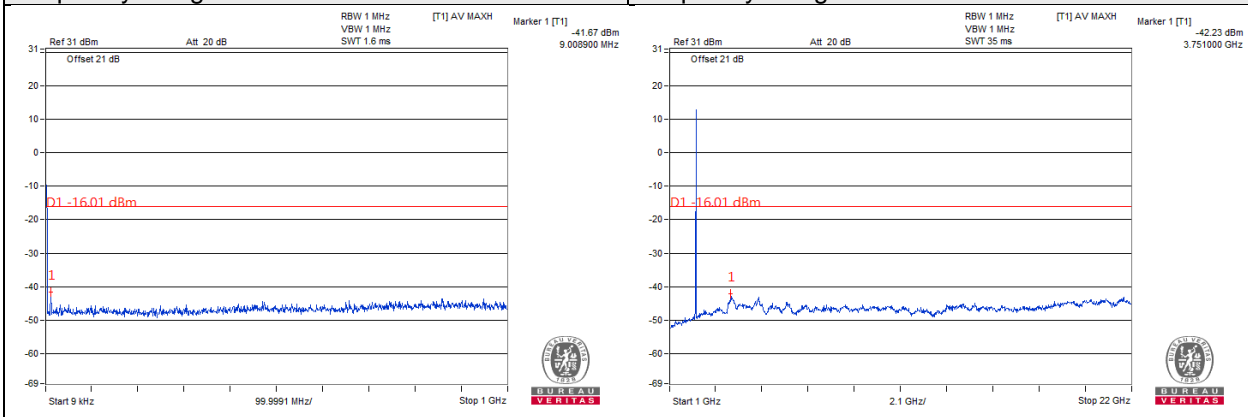 RBW 1 MHz [T1] AV MAXH Marker 1 [T1]
VBW 1 MHz -41.67 dBm
Ref 31 dBm Att 20 dB SWT 1.6 ms 9.008900 MHz
31
Offset 21 dB
20
10
0
-10
D1 -16.01 dBm
-20
-30
1
-40
-50
-60
-69
Start 9 kHz 99.9991 MHz/ Stop 1 GHz
BUREAU VERITAS
1828
BUREAU
VERITAS
RBW 1 MHz [T1] AV MAXH Marker 1 [T1]
VBW 1 MHz -42.23 dBm
Ref 31 dBm Att 20 dB SWT 35 ms 3.751000 GHz
31
Offset 21 dB
20
10
0
-10
D1 -16.01 dBm
-20
-30
1
-40
-50
-60
-69
Start 1 GHz 2.1 GHz/ Stop 22 GHz
BUREAU VERITAS
1828
BUREAU
VERITAS